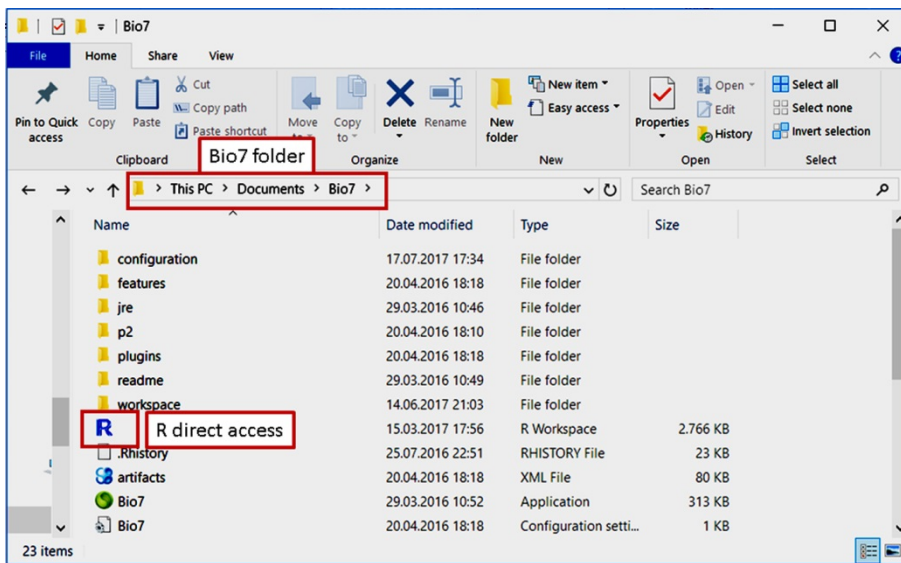 Bio7
File Home Share View
Pin to Quick access
Copy
Paste
Cut
Copy path
Paste shortcut
Clipboard
Move
Copy to
Delete
Rename
Organize
New folder
New item
Easy access
New
Properties
Open
Edit
History
Open
Select all
Select none
Invert selection
Select
Bio7 folder
This PC > Documents > Bio7 >
Search Bio7
Name Date modified Type Size
configuration 17.07.2017 17:34 File folder
features 20.04.2016 18:18 File folder
jre 29.03.2016 10:46 File folder
p2 20.04.2016 18:10 File folder
plugins 20.04.2016 18:18 File folder
readme 29.03.2016 10:49 File folder
workspace 14.06.2017 21:03 File folder
R R direct access 15.03.2017 17:56 R Workspace 2.766 KB
.Rhistory 25.07.2016 22:51 RHISTORY File 23 KB
artifacts 20.04.2016 18:18 XML File 80 KB
Bio7 29.03.2016 10:52 Application 313 KB
Bio7 20.04.2016 18:18 Configuration setti... 1 KB
23 items